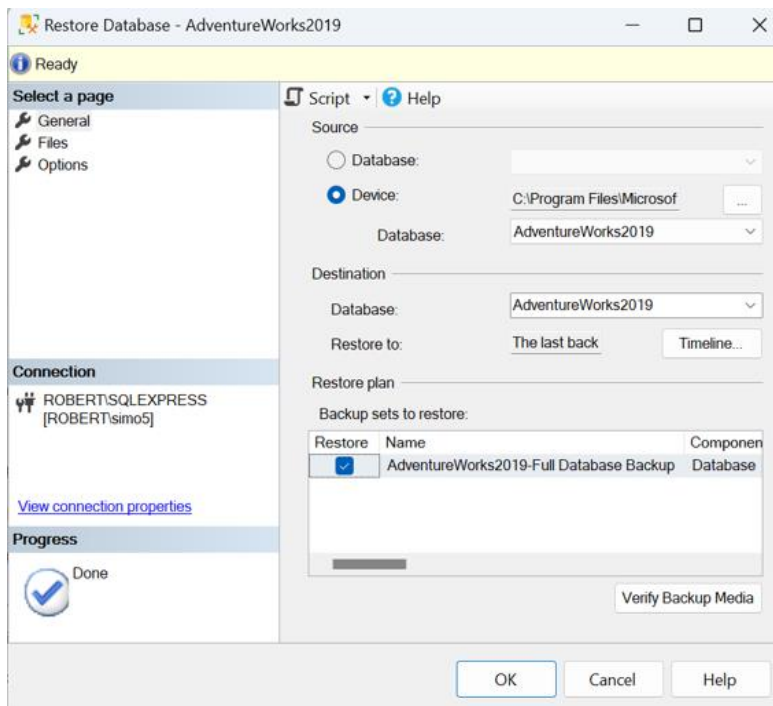 Restore Database - AdventureWorks2019
Ready
Select a page
General
Files
Options
Connection
ROBERT\SQLEXPRESS
[ROBERT\simo5]
View connection properties
Progress
Done
Script
Help
Source
Database:
Device:
C:\Program Files\Microsof
...
Database:
AdventureWorks2019
Destination
Database:
AdventureWorks2019
Restore to:
The last back
Timeline...
Restore plan
Backup sets to restore:
Restore Name Componen
AdventureWorks2019-Full Database Backup Database
Verify Backup Media
OK Cancel Help